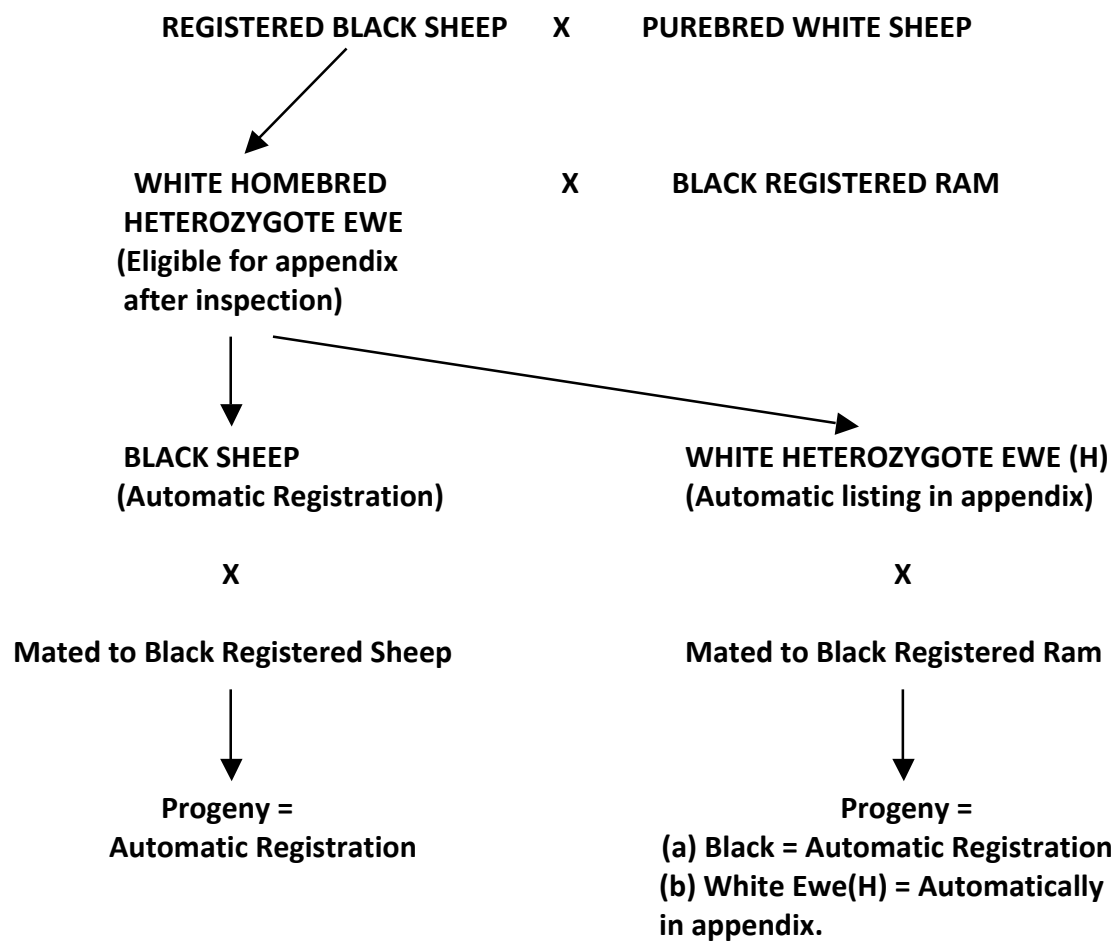 REGISTERED BLACK SHEEP X PUREBRED WHITE SHEEP
WHITE HOMEBRED X BLACK REGISTERED RAM
HETEROZYGOTE EWE
(Eligible for appendix
after inspection)
BLACK SHEEP
(Automatic Registration)
X
Mated to Black Registered Sheep
Progeny =
Automatic Registration
WHITE HETEROZYGOTE EWE (H)
(Automatic listing in appendix)
X
Mated to Black Registered Ram
Progeny =
(a) Black = Automatic Registration
(b) White Ewe(H) = Automatically
in appendix.